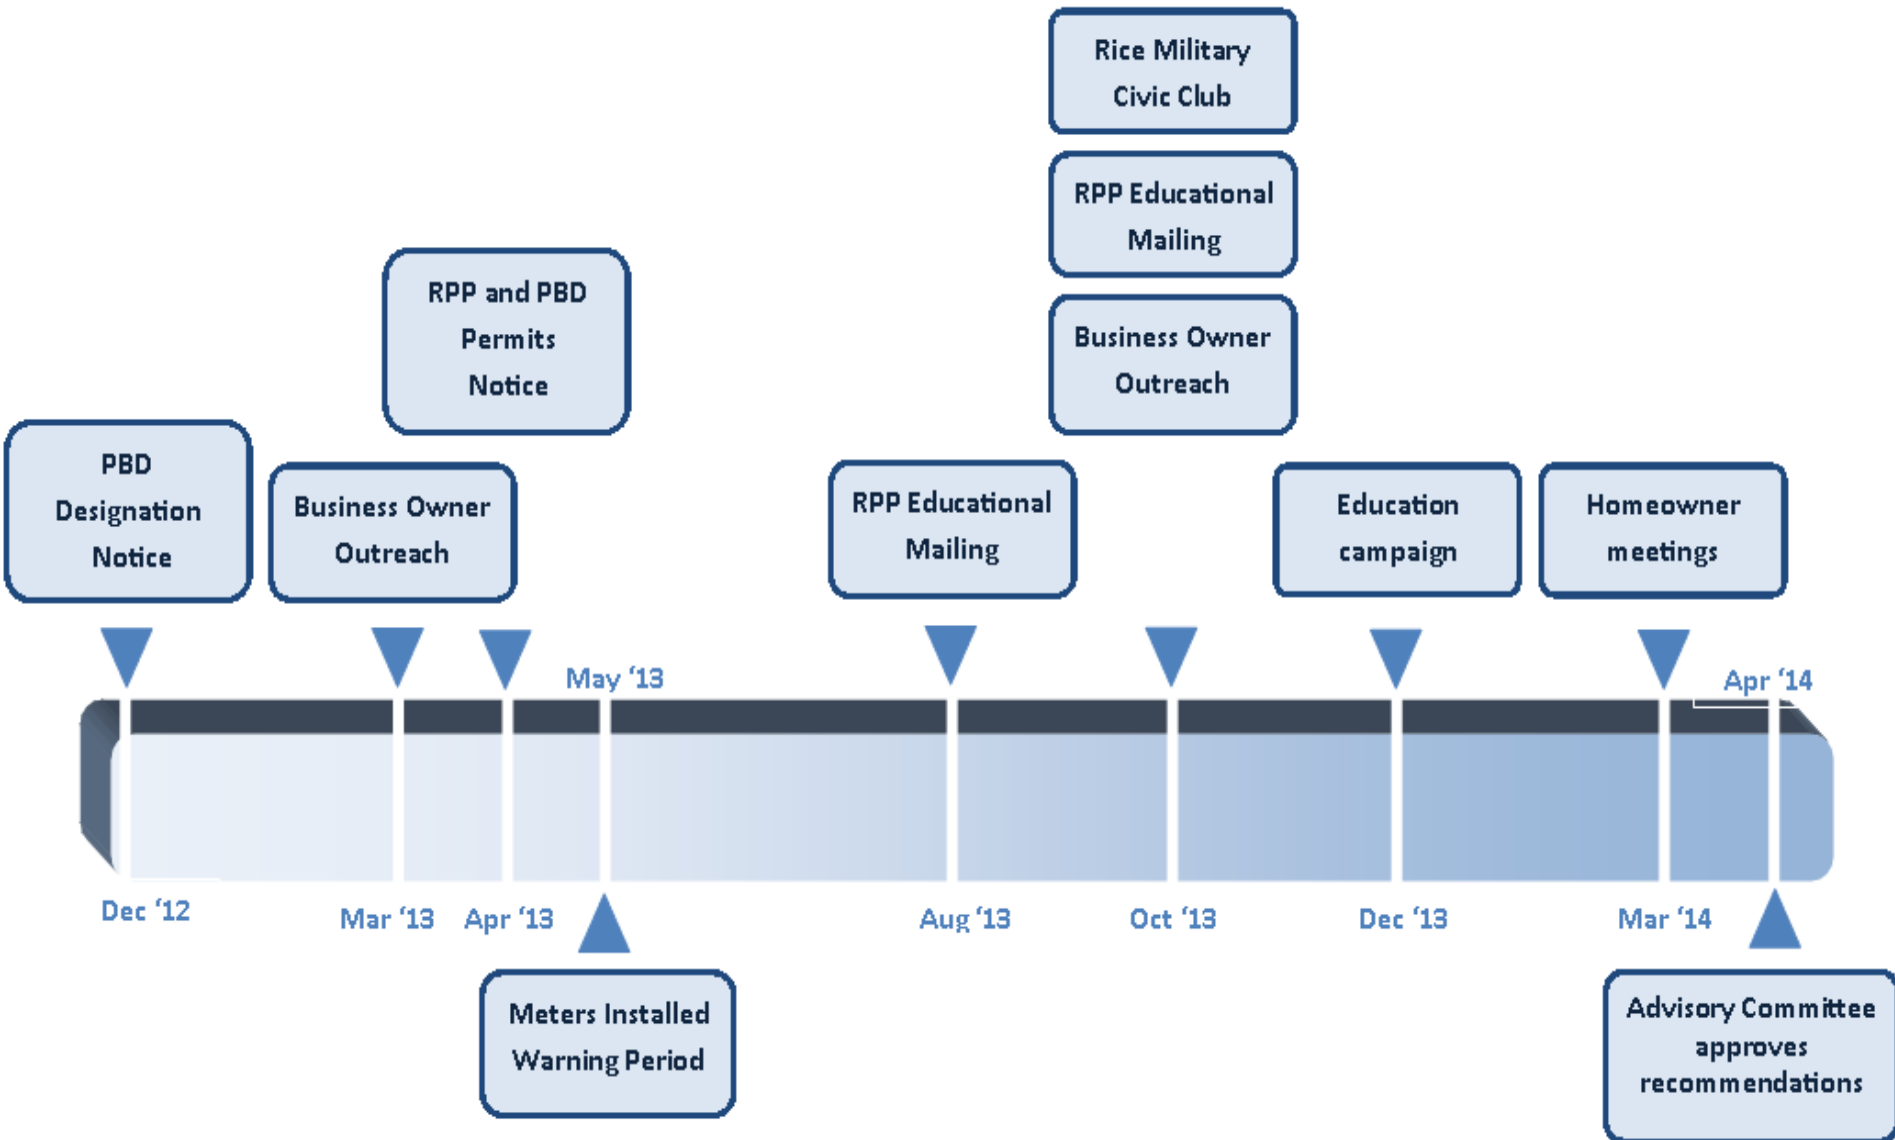 Rice Military
Civic Club
RPP Educational
Mailing
Business Owner
Outreach
RPP and PBD
Permits
Notice
PBD
Designation
Notice
Business Owner
Outreach
RPP Educational
Mailing
Education
campaign
Homeowner
meetings
May ‘13
Apr ‘14
Dec ‘12
Mar ‘13
Apr ‘13
Aug ‘13
Oct ‘13
Dec ‘13
Mar ‘14
Meters Installed
Warning Period
Advisory Committee
approves
recommendations